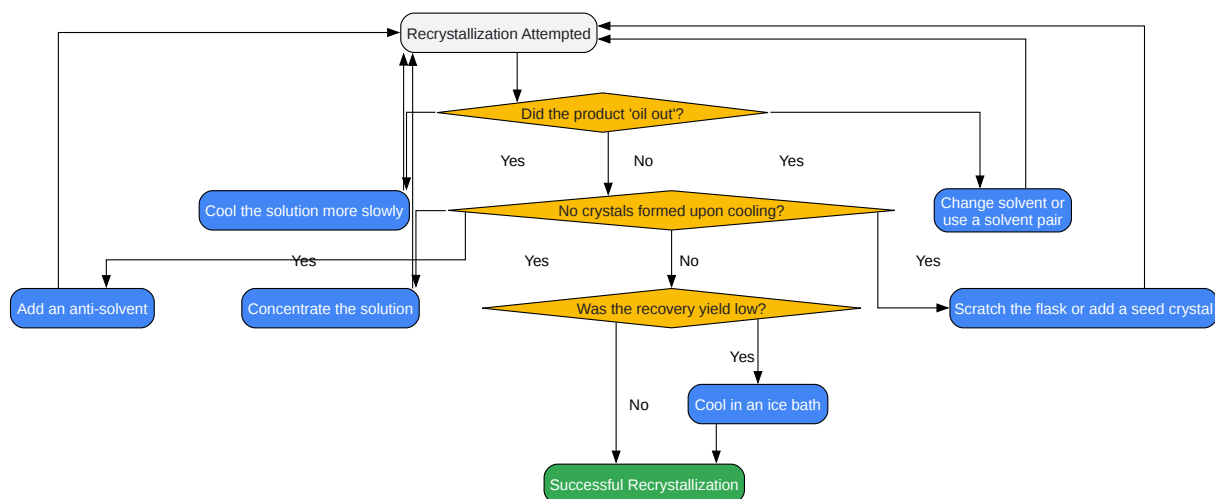 Recrystallization Attempted
Did the product 'oil out'?
Yes
No
Yes
Cool the solution more slowly
No crystals formed upon cooling?
Change solvent or
use a solvent pair
Yes
Yes
No
Yes
Add an anti-solvent
Concentrate the solution
Was the recovery yield low?
Scratch the flask or add a seed crystal
Yes
No
Cool in an ice bath
Successful Recrystallization